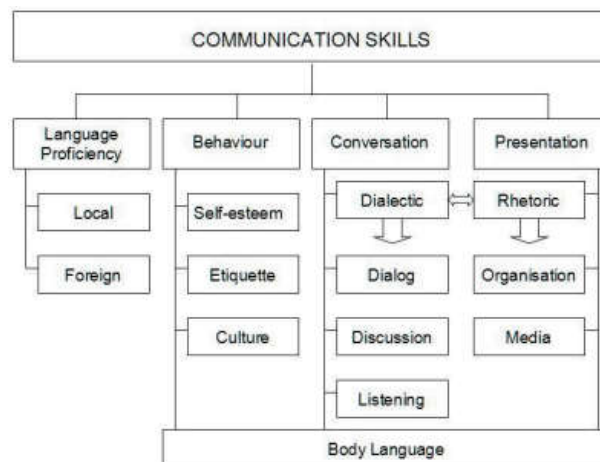 COMMUNICATION SKILLS
Language
Proficiency
Behaviour
Conversation
Presentation
Local
Self-esteem
Dialectic
Rhetoric
Foreign
Etiquette
Dialog
Organisation
Culture
Discussion
Media
Listening
Body Language